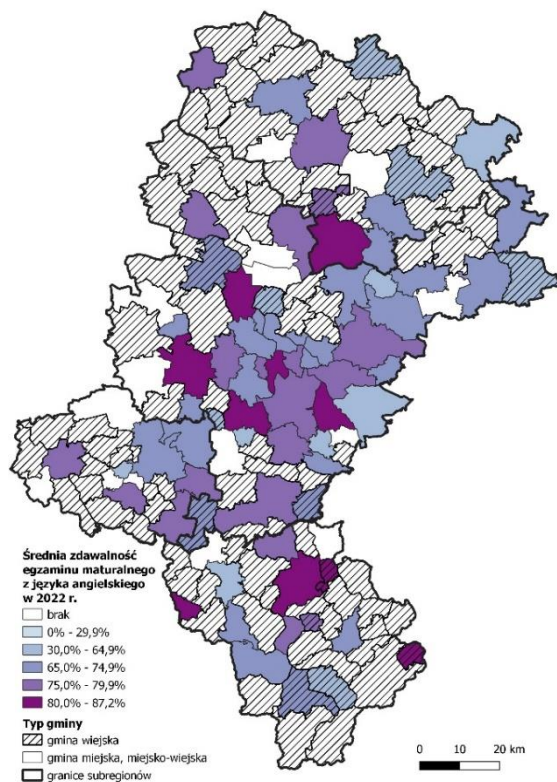 Średnia zdawalność
egzaminu maturalnego
z języka angielskiego
w 2022 r.
brak
0% - 29,9%
30,0% - 64,9%
65,0% - 74,9%
75,0% - 79,9%
80,0% - 87,2%
Typ gminy
gmina wiejska
gmina miejska, miejsko-wiejska
granice subregionów
0 10 20 km